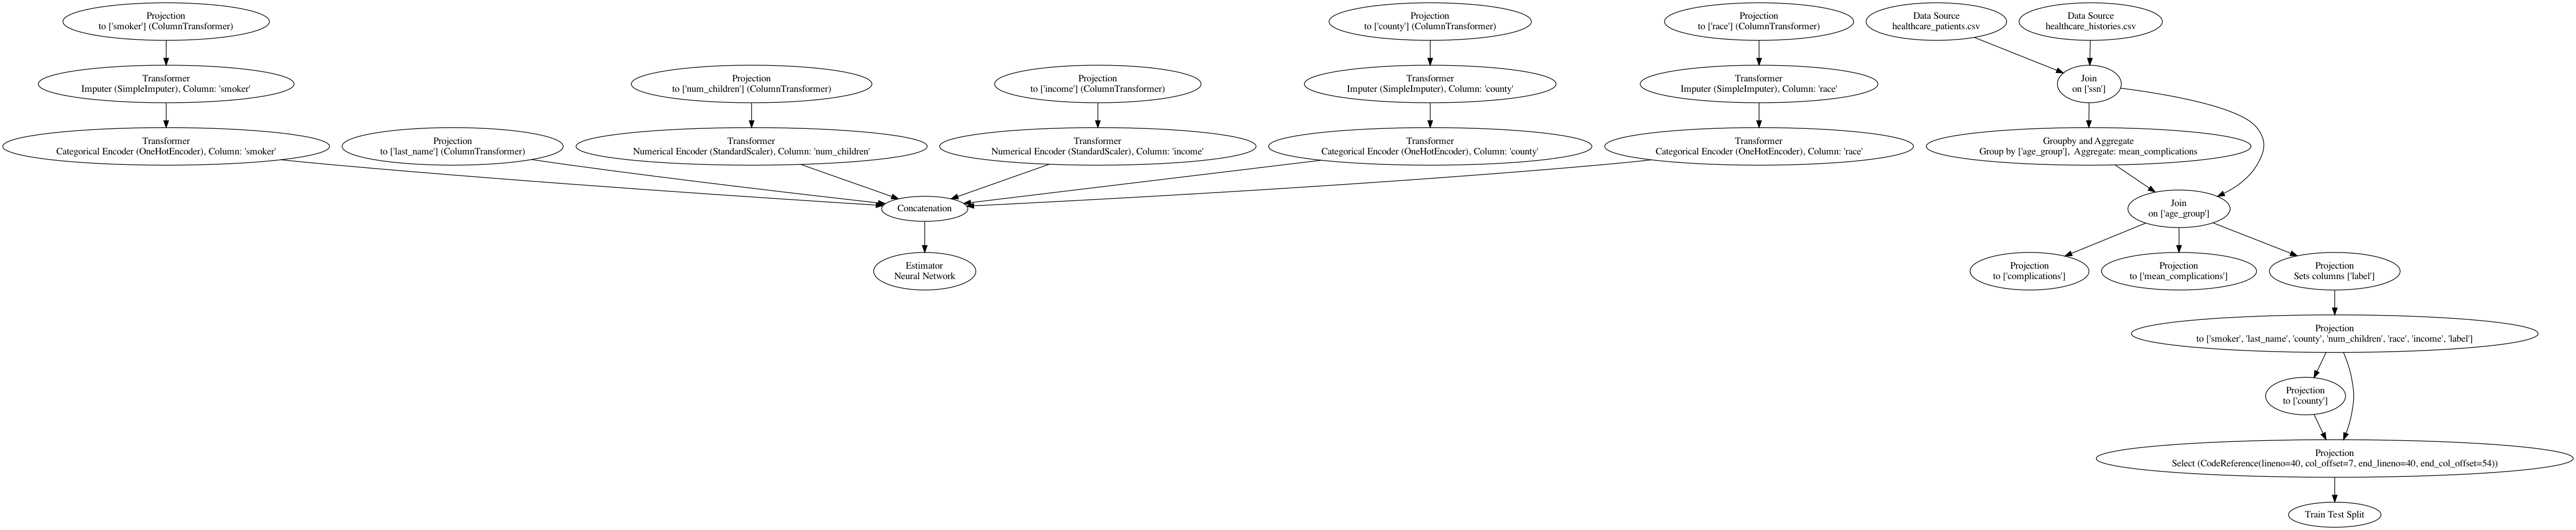 Projection
to ['smoker'] (ColumnTransformer)
Projection
to ['county'] (ColumnTransformer)
Projection
to ['race'] (ColumnTransformer)
Data Source
healthcare_patients.csv
Data Source
healthcare_histories.csv
Transformer
Imputer (SimpleImputer), Column: 'smoker'
Projection
to ['num_children'] (ColumnTransformer)
Projection
to ['income'] (ColumnTransformer)
Transformer
Imputer (SimpleImputer), Column: 'county'
Transformer
Imputer (SimpleImputer), Column: 'race'
Join
on ['ssn']
Transformer
Categorical Encoder (OneHotEncoder), Column: 'smoker'
Projection
to ['last_name'] (ColumnTransformer)
Transformer
Numerical Encoder (StandardScaler), Column: 'num_children'
Transformer
Numerical Encoder (StandardScaler), Column: 'income'
Transformer
Categorical Encoder (OneHotEncoder), Column: 'county'
Transformer
Categorical Encoder (OneHotEncoder), Column: 'race'
Groupby and Aggregate
Group by ['age_group'], Aggregate: mean_complications
Concatenation
Join
on ['age_group']
Estimator
Neural Network
Projection
to ['complications']
Projection
to ['mean_complications']
Projection
Sets columns ['label']
Projection
to ['smoker', 'last_name', 'county', 'num_children', 'race', 'income', 'label']
Projection
to ['county']
Projection
Select (CodeReference(lineno=40, col_offset=7, end_lineno=40, end_col_offset=54))
Train Test Split